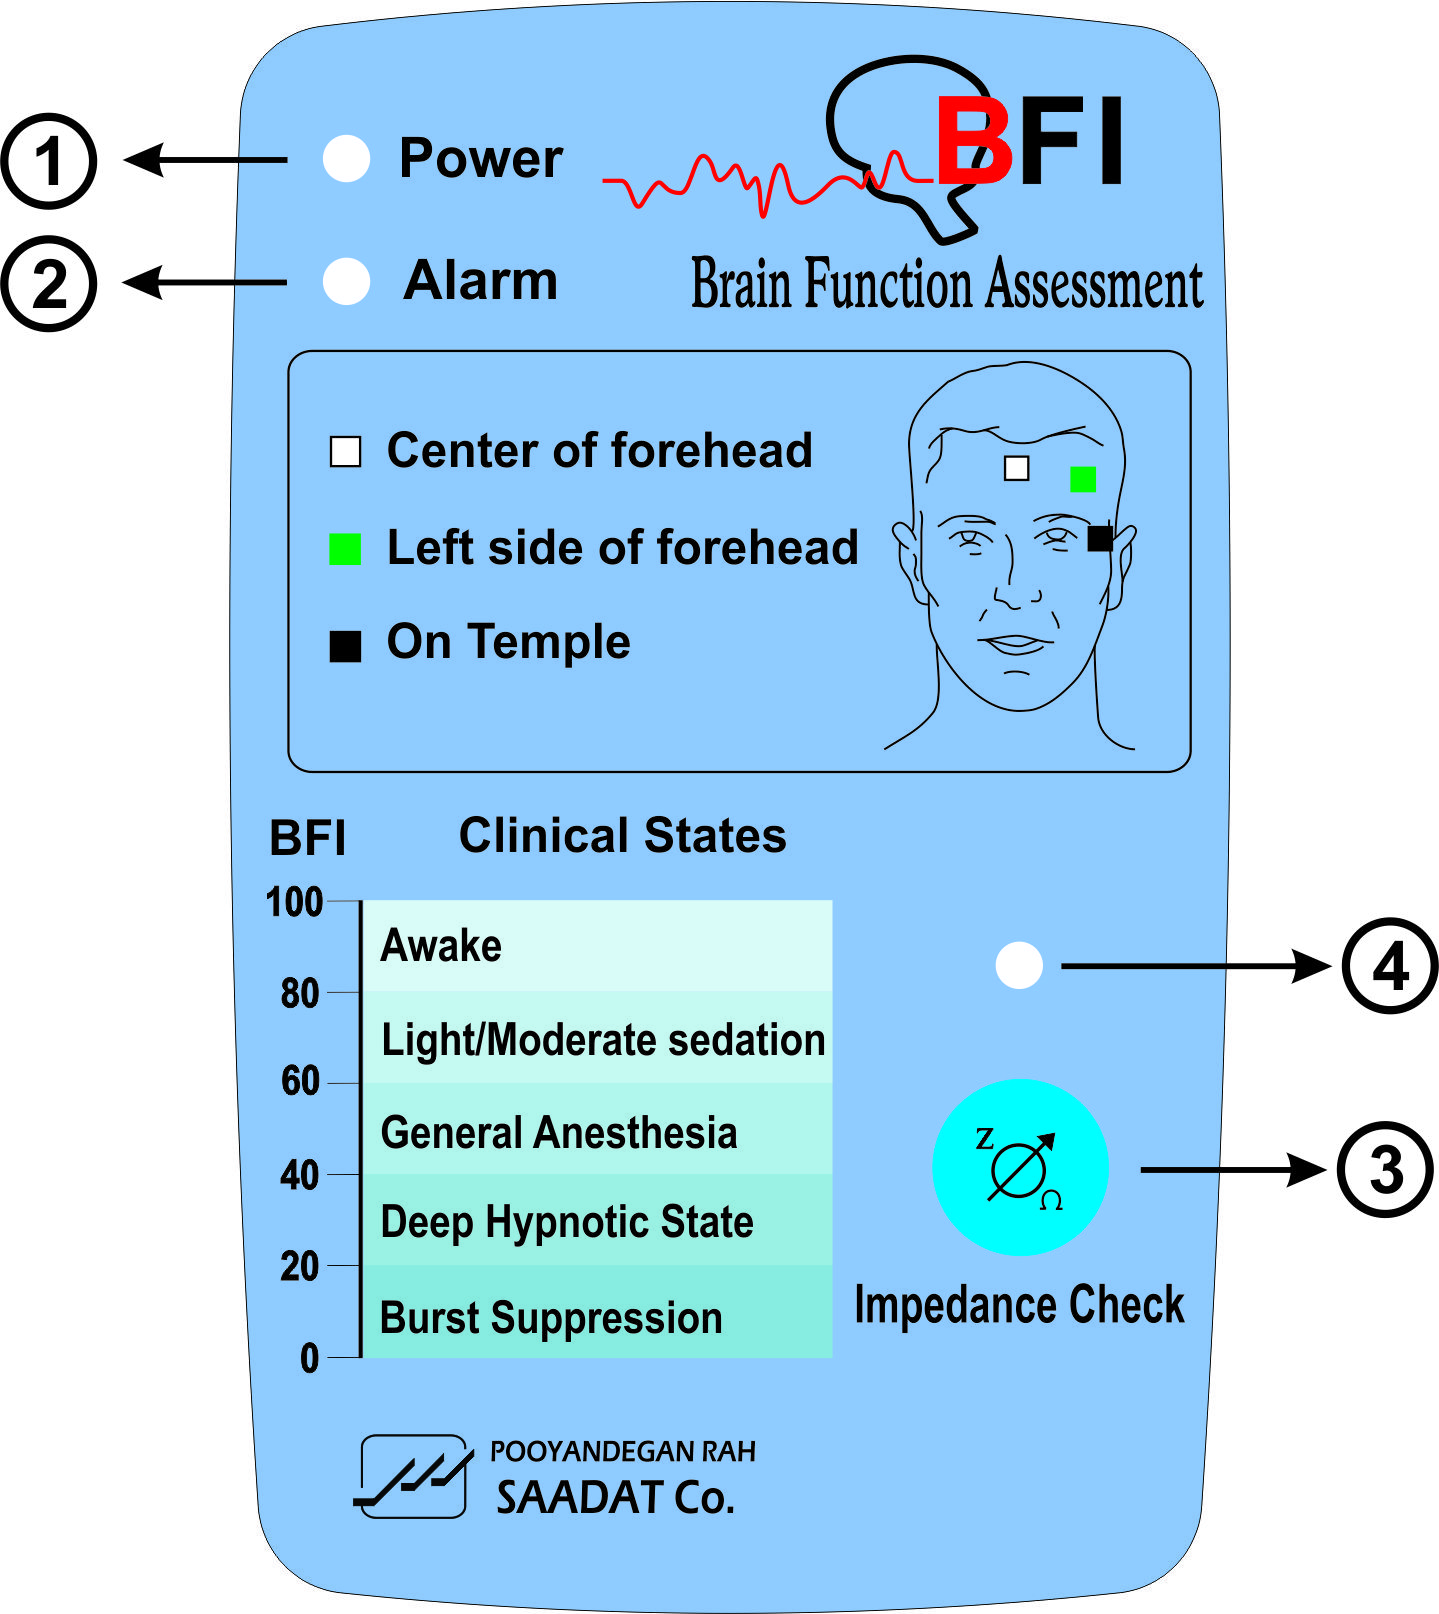 1
Power
BFI
2
Alarm
Brain Function Assessment
Center of forehead
Left side of forehead
On Temple
BFI
Clinical States
100
Awake
80
Light/Moderate sedation
60
General Anesthesia
40
Deep Hypnotic State
20
Burst Suppression
0
4
Z
Ω
3
Impedance Check
POOYANDEGAN RAH
SAADAT Co.